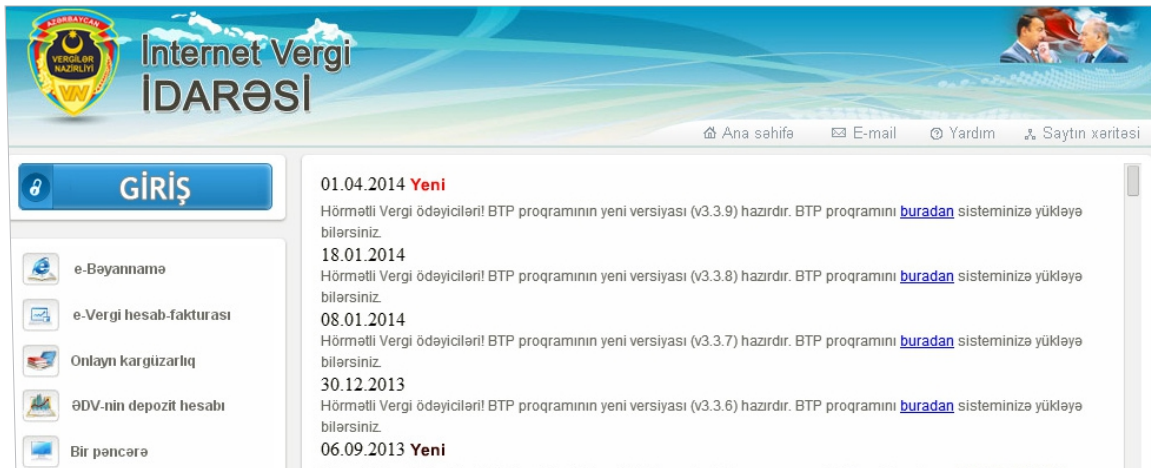 AZƏRBAYCAN
VERGİLƏR
NAZİRLİYİ
VN
İnternet Vergi
İDARƏSİ
Ana səhifə
E-mail
Yardım
Saytın xəritəsi
GİRİŞ
e-Bəyannamə
e-Vergi hesab-fakturası
Onlayn kargüzarlıq
ƏDV-nin depozit hesabı
Bir pəncərə
01.04.2014 Yeni
Hörmətli Vergi ödəyiciləri! BTP proqramının yeni versiyası (v3.3.9) hazırdır. BTP proqramını buradan sisteminizə yükləyə
bilərsiniz.
18.01.2014
Hörmətli Vergi ödəyiciləri! BTP proqramının yeni versiyası (v3.3.8) hazırdır. BTP proqramını buradan sisteminizə yükləyə
bilərsiniz.
08.01.2014
Hörmətli Vergi ödəyiciləri! BTP proqramının yeni versiyası (v3.3.7) hazırdır. BTP proqramını buradan sisteminizə yükləyə
bilərsiniz.
30.12.2013
Hörmətli Vergi ödəyiciləri! BTP proqramının yeni versiyası (v3.3.6) hazırdır. BTP proqramını buradan sisteminizə yükləyə
bilərsiniz.
06.09.2013 Yeni